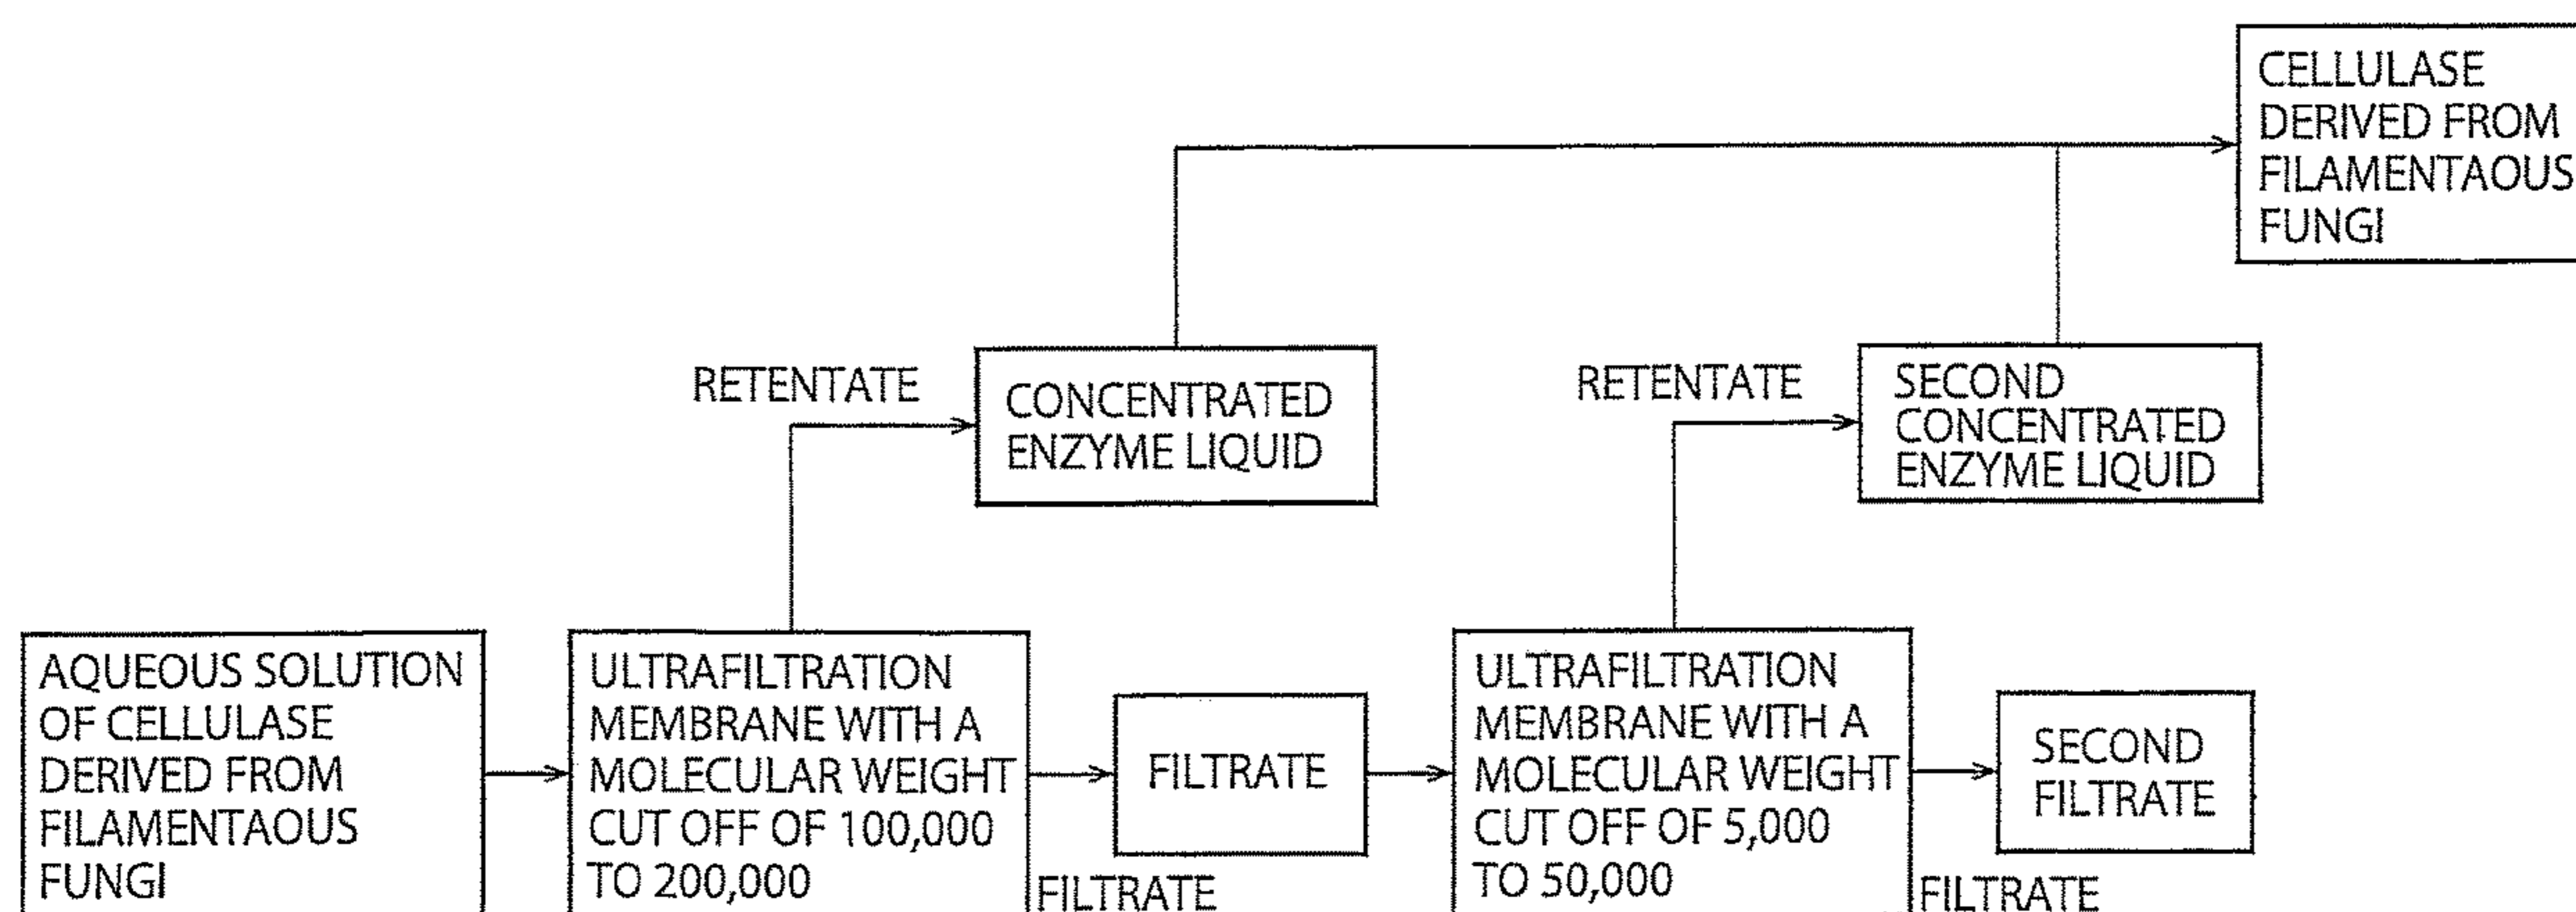 CELLULASE
DERIVED FROM
FILAMENTAOUS
FUNGI
RETENTATE
CONCENTRATED
ENZYME LIQUID
RETENTATE
SECOND
CONCENTRATED
ENZYME LIQUID
AQUEOUS SOLUTION
OF CELLULASE
DERIVED FROM
FILAMENTAOUS
FUNGI
ULTRAFILTRATION
MEMBRANE WITH A
MOLECULAR WEIGHT
CUT OFF OF 100,000
TO 200,000
FILTRATE
FILTRATE
ULTRAFILTRATION
MEMBRANE WITH A
MOLECULAR WEIGHT
CUT OFF OF 5,000
TO 50,000
SECOND
FILTRATE
FILTRATE